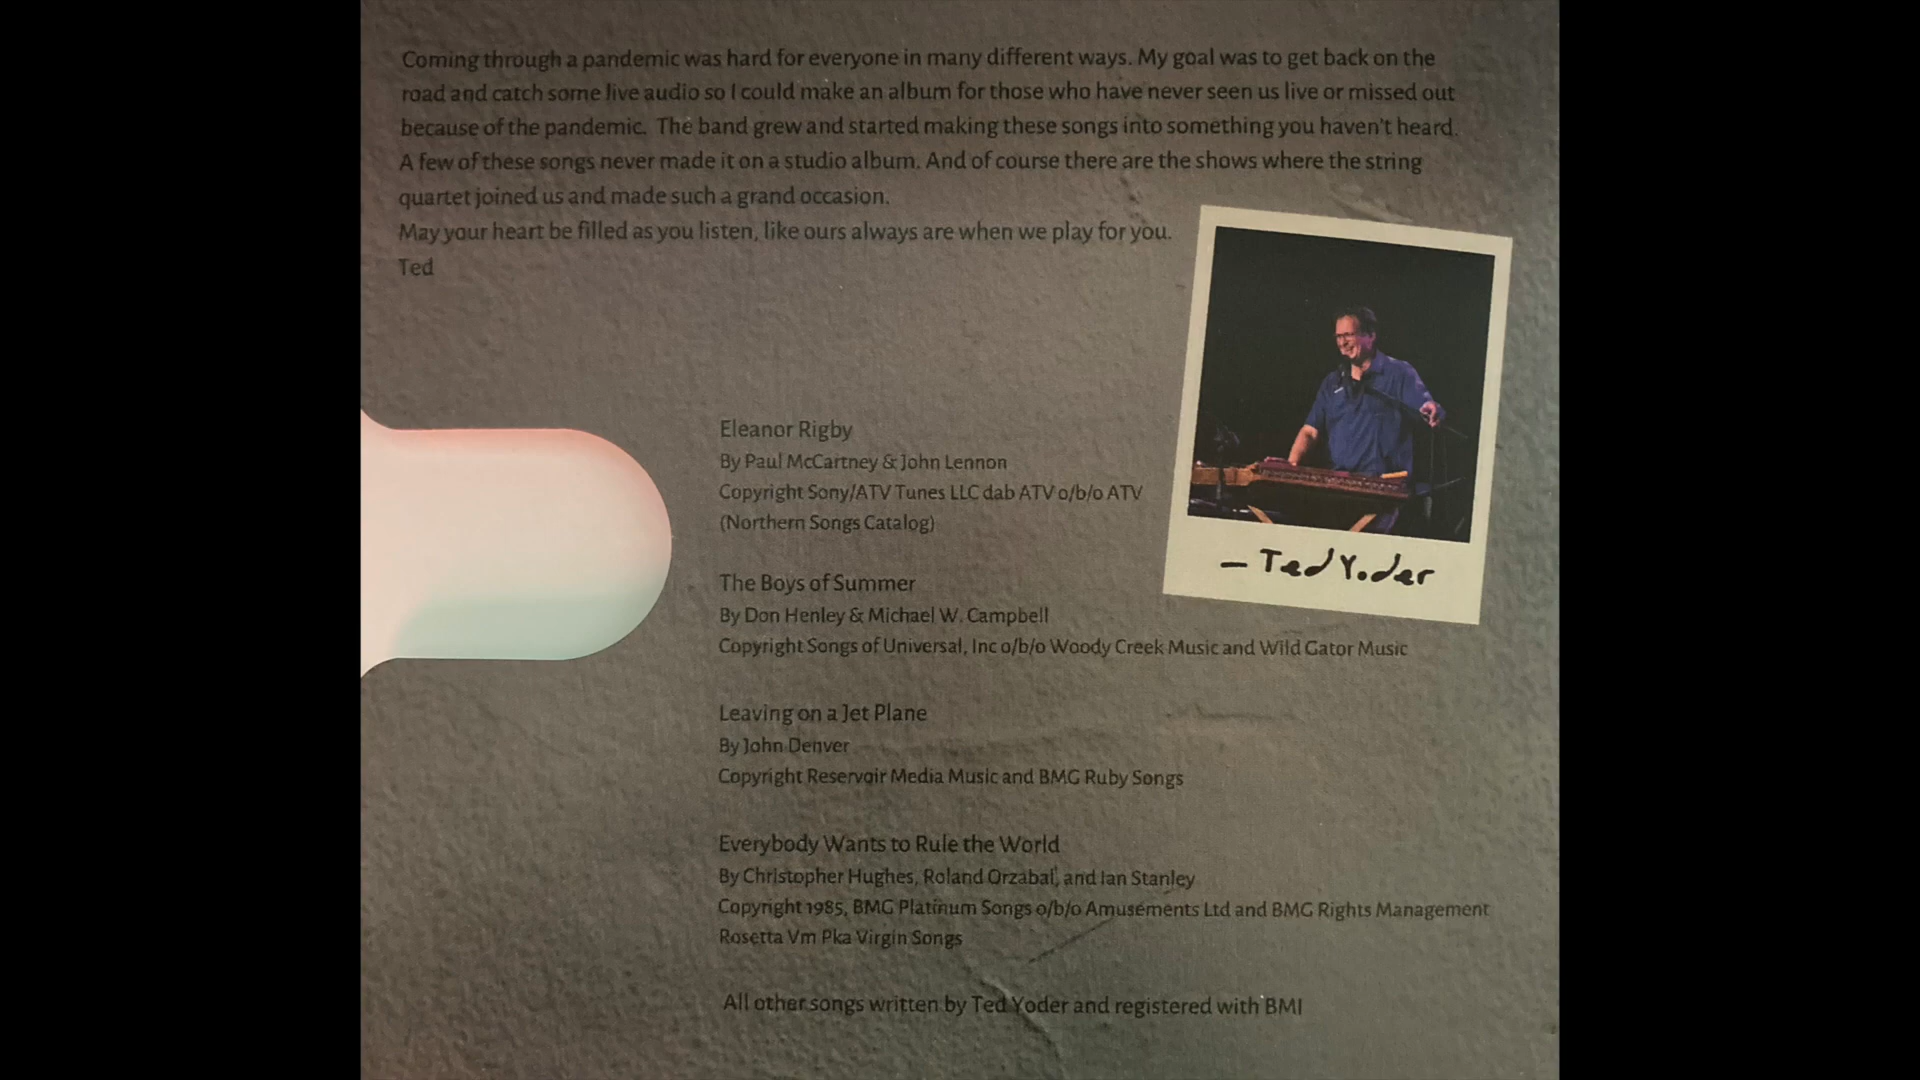 Coming through a pandemic was hard for everyone in many different ways. My goal was to get back on the
road and catch some live audio so I could make an album for those who have never seen us live or missed out
because of the pandemic. The band grew and started making these songs into something you haven't heard.
A few of these songs never made it on a studio album. And of course there are the shows where the string
quartet joined us and made such a grand occasion.
May your heart be filled as you listen, like ours always are when we play for you.
Ted
– Ted Yoder
Eleanor Rigby
By Paul McCartney & John Lennon
Copyright Sony/ATV Tunes LLC dab ATV o/b/o ATV
(Northern Songs Catalog)
The Boys of Summer
By Don Henley & Michael W. Campbell
Copyright Songs of Universal, Inc o/b/o Woody Creek Music and Wild Gator Music
Leaving on a Jet Plane
By John Denver
Copyright Reservoir Media Music and BMG Ruby Songs
Everybody Wants to Rule the World
By Christopher Hughes, Roland Orzabal, and Ian Stanley
Copyright 1985, BMG Platinum Songs o/b/o Amusements Ltd and BMG Rights Management
Rosetta Vm Pka Virgin Songs
All other songs written by Ted Yoder and registered with BMI